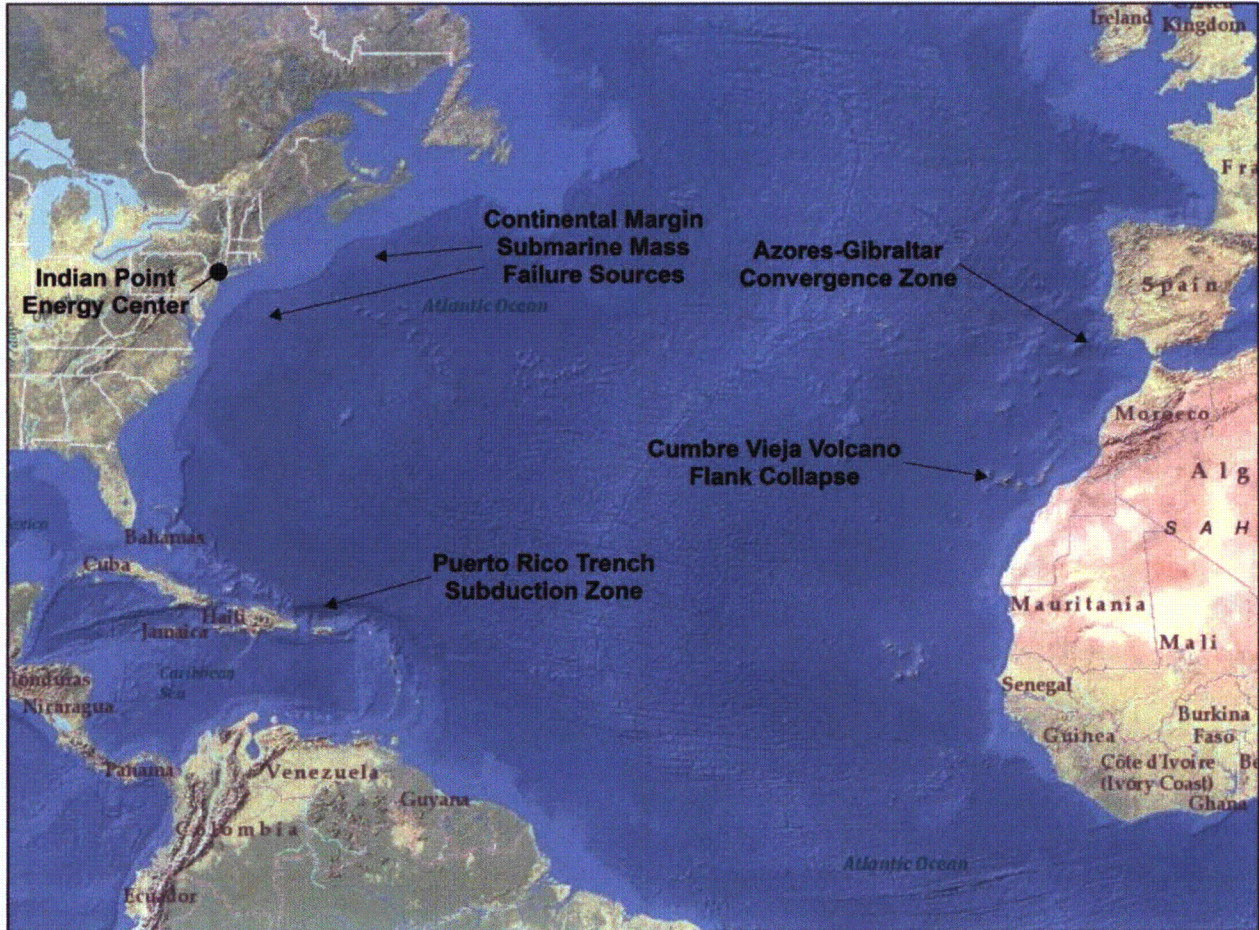 Ireland
Kingdom
Continental Margin
Submarine Mass
Failure Sources
Azores-Gibraltar
Convergence Zone
Spain
Indian Point
Energy Center
Atlantic Ocean
Morocco
Cumbre Vieja Volcano
Flank Collapse
Alg
S A H
Bahamas
Cuba
Puerto Rico Trench
Subduction Zone
Haiti
Jamaica
Mauritania
Mali
Caribbean
Sea
Honduras
Nicaragua
Senegal
Burkina
Faso
Guinea
Panama
Venezuela
Côte d'Ivoire
(Ivory Coast)
Ghana
Guyana
Colombia
Atlantic Ocean
Ecuador